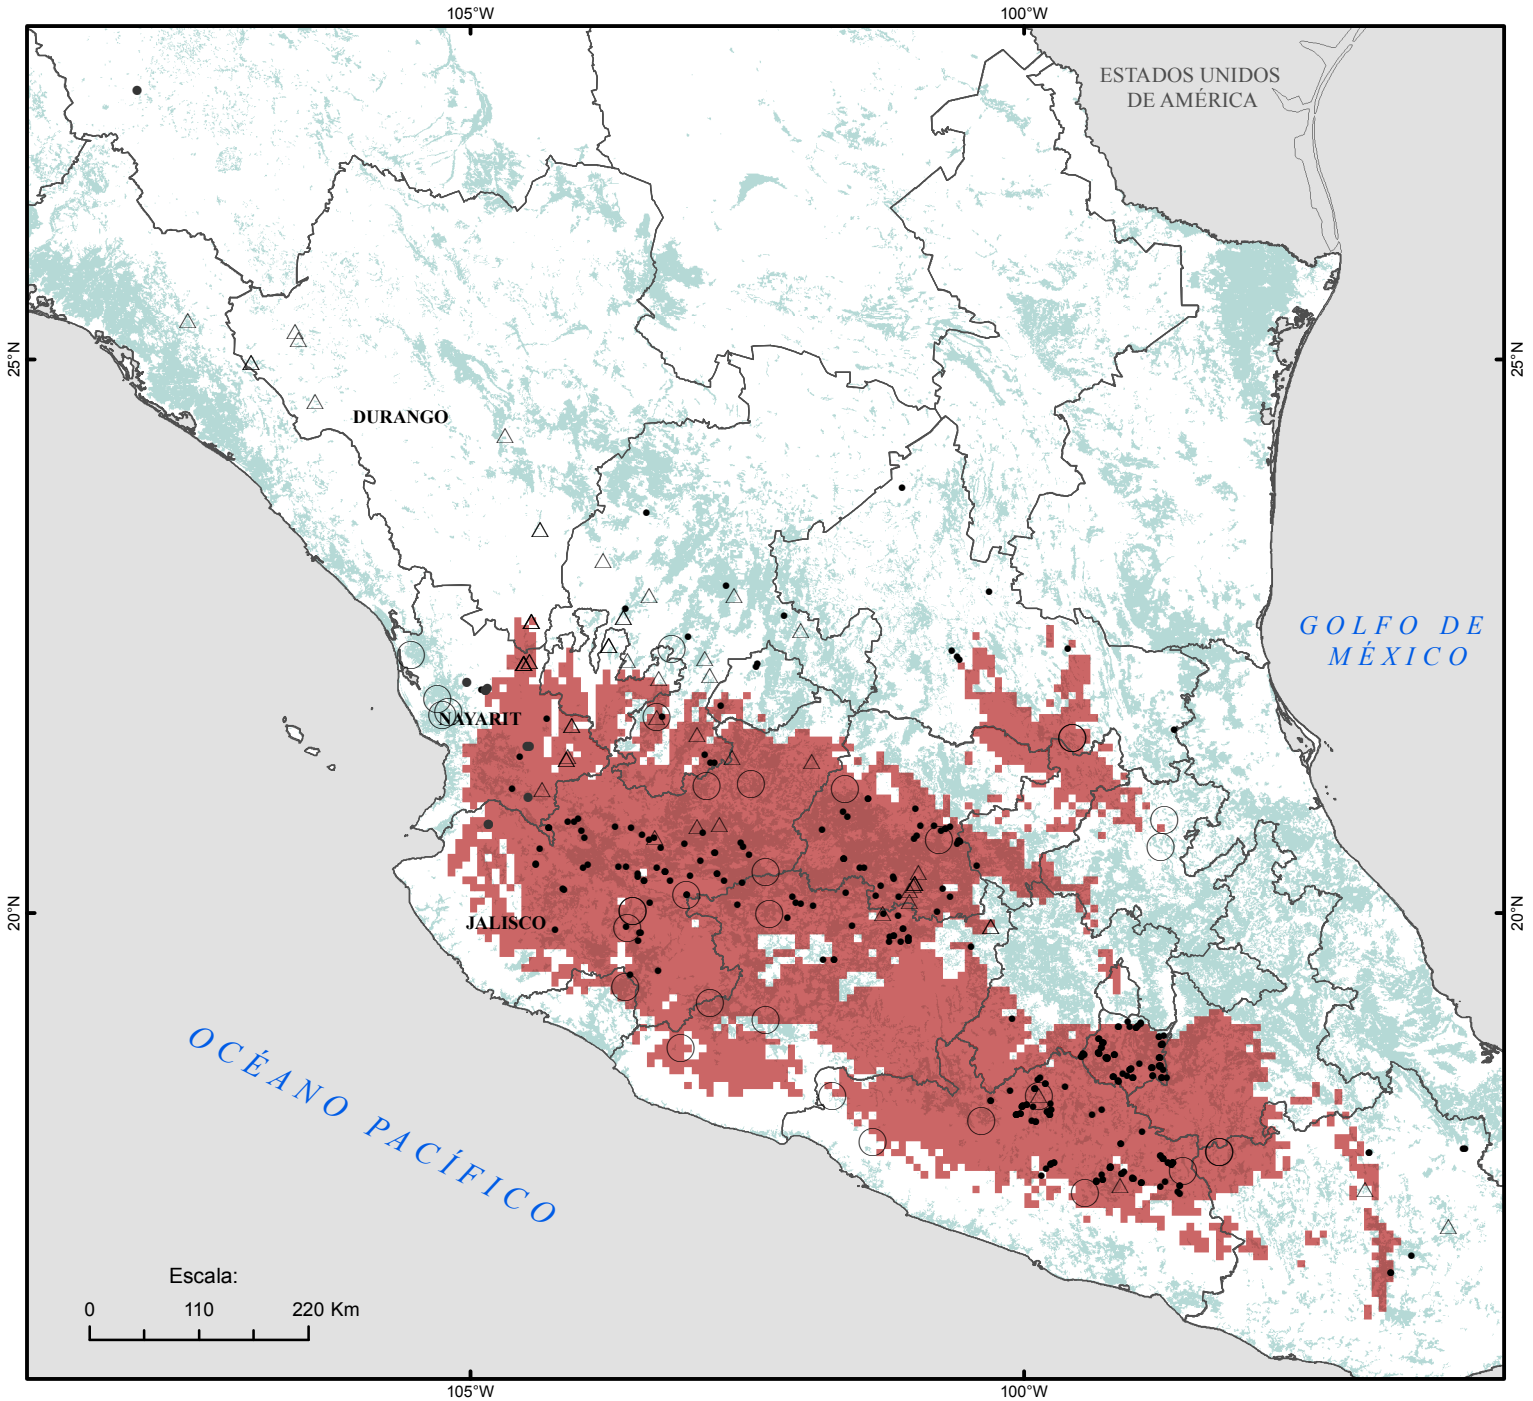 105°W
100°W
ESTADOS UNIDOS
DE AMÉRICA
25°N
25°N
DURANGO
GOLFO DE
MÉXICO
NAYARIT
20°N
20°N
JALISCO
OCÉANO PACÍFICO
Escala:
0 110 220 Km
105°W
100°W